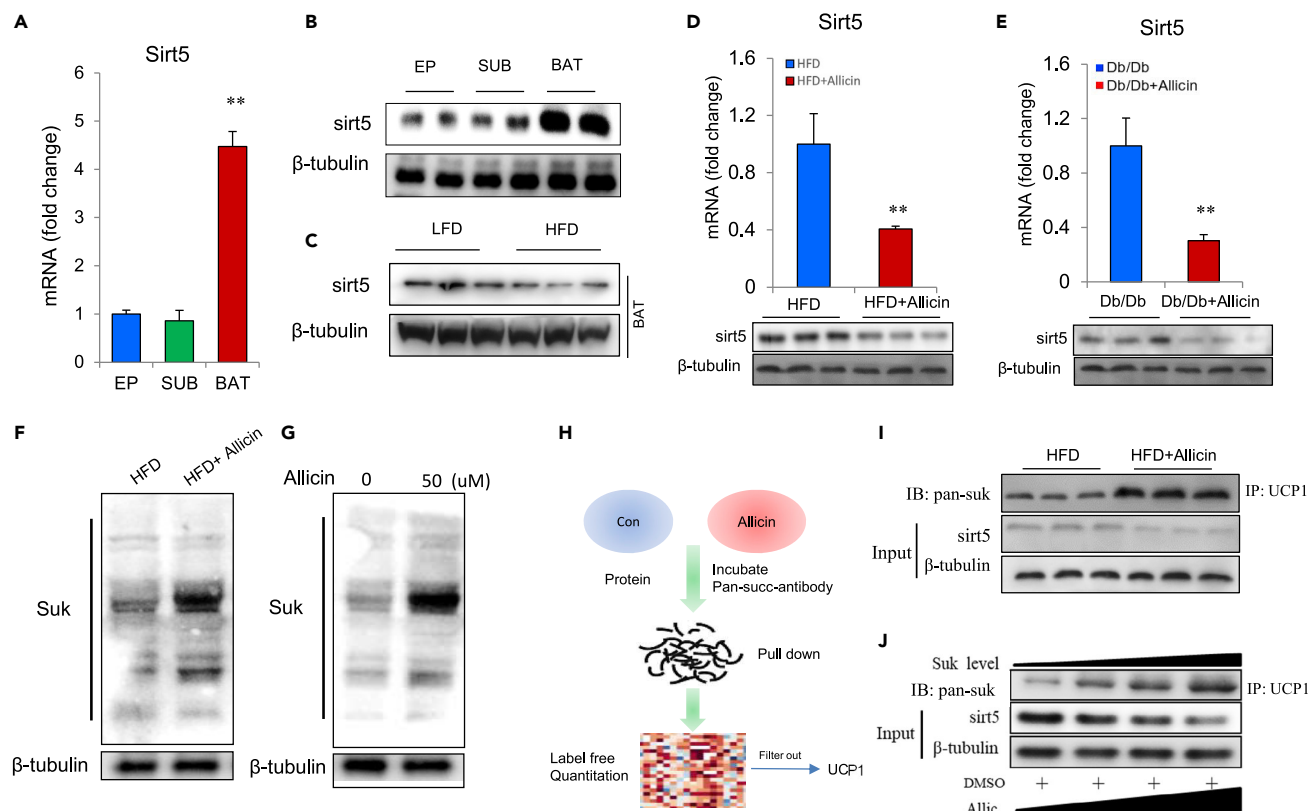 A
Sirt5
mRNA (fold change)
6
5
4
3
2
1
0
**
EP
SUB
BAT
B
EP SUB BAT
sirt5
β-tubulin
C
LFD HFD
sirt5
β-tubulin
BAT
D
Sirt5
mRNA (fold change)
1.6
1.2
0.8
0.4
0
HFD
HFD+Allicin
**
HFD HFD+Allicin
sirt5
β-tubulin
E
Sirt5
mRNA (fold change)
1.6
1.2
0.8
0.4
0
Db/Db
Db/Db+Allicin
**
Db/Db Db/Db+Allicin
sirt5
β-tubulin
F
HFD
HFD+ Allicin
Suk
β-tubulin
G
Allicin 0 50 (uM)
Suk
β-tubulin
H
Con
Allicin
Protein
Incubate
Pan-succ-antibody
Pull down
Label free
Quantitation
Filter out
UCP1
I
HFD HFD+Allicin
IB: pan-suk
IP: UCP1
Input
sirt5
β-tubulin
J
Suk level
IB: pan-suk
IP: UCP1
Input
sirt5
β-tubulin
DMSO + + + +
Allic